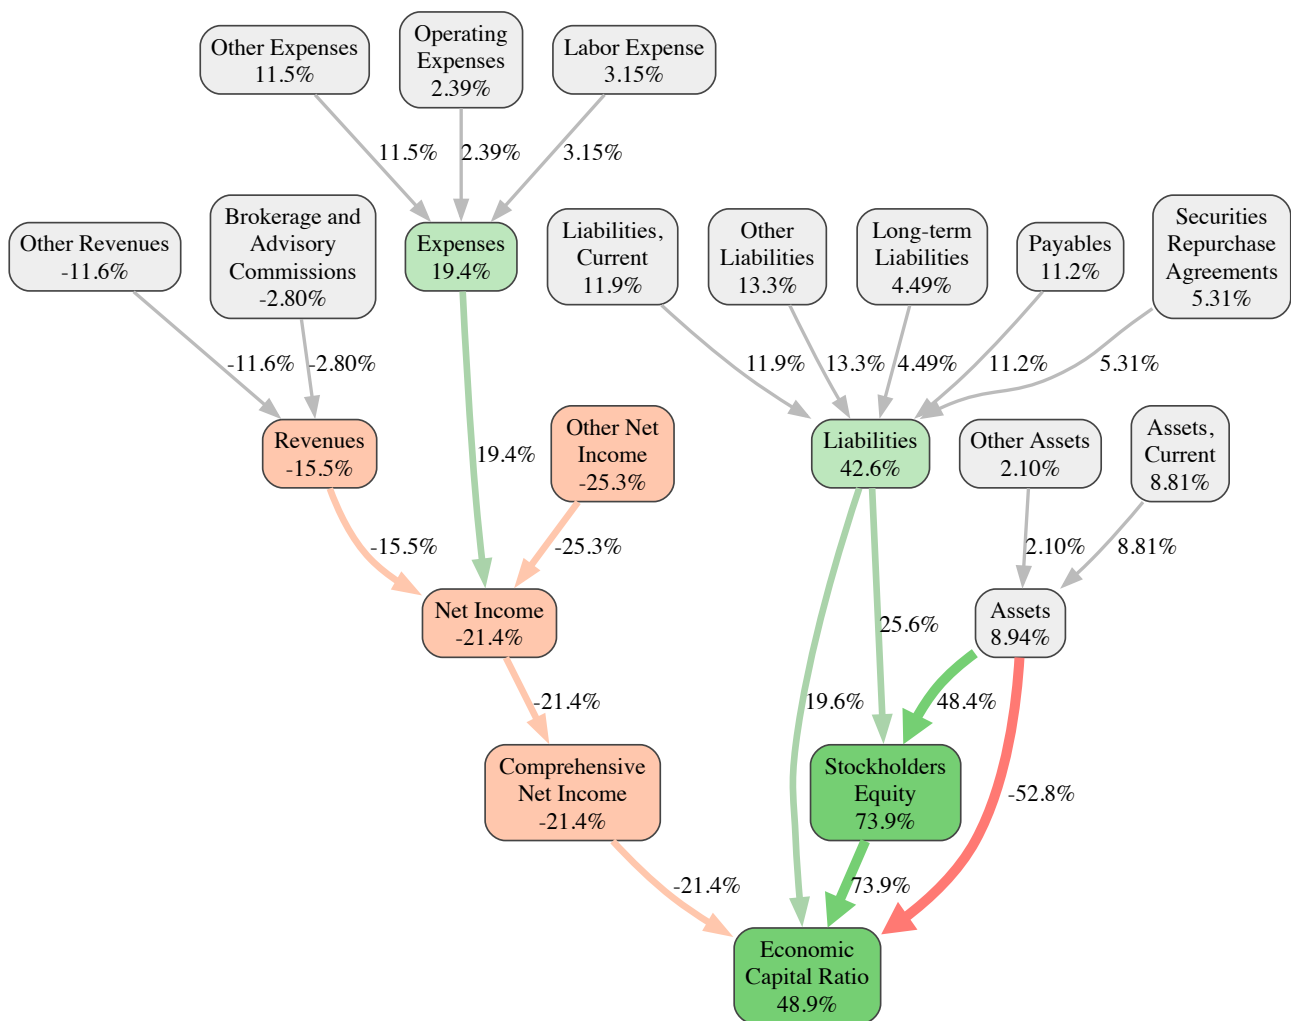 Other Expenses
11.5%
Operating
Expenses
2.39%
Labor Expense
3.15%
11.5%
2.39%
3.15%
Other Revenues
-11.6%
Brokerage and
Advisory
Commissions
-2.80%
Expenses
19.4%
Liabilities,
Current
11.9%
Other
Liabilities
13.3%
Long-term
Liabilities
4.49%
Payables
11.2%
Securities
Repurchase
Agreements
5.31%
-11.6%
-2.80%
11.9%
13.3%
4.49%
11.2%
5.31%
Revenues
-15.5%
19.4%
Other Net
Income
-25.3%
Liabilities
42.6%
Other Assets
2.10%
Assets,
Current
8.81%
-15.5%
-25.3%
2.10%
8.81%
Net Income
-21.4%
25.6%
Assets
8.94%
-21.4%
19.6%
48.4%
Comprehensive
Net Income
-21.4%
Stockholders
Equity
73.9%
-52.8%
-21.4%
73.9%
Economic
Capital Ratio
48.9%